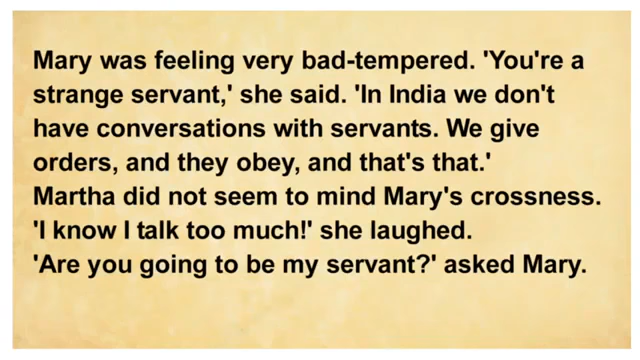 Mary was feeling very bad-tempered. 'You're a
strange servant,' she said. 'In India we don't
have conversations with servants. We give
orders, and they obey, and that's that.'
Martha did not seem to mind Mary's crossness.
'I know I talk too much!' she laughed.
'Are you going to be my servant?' asked Mary.